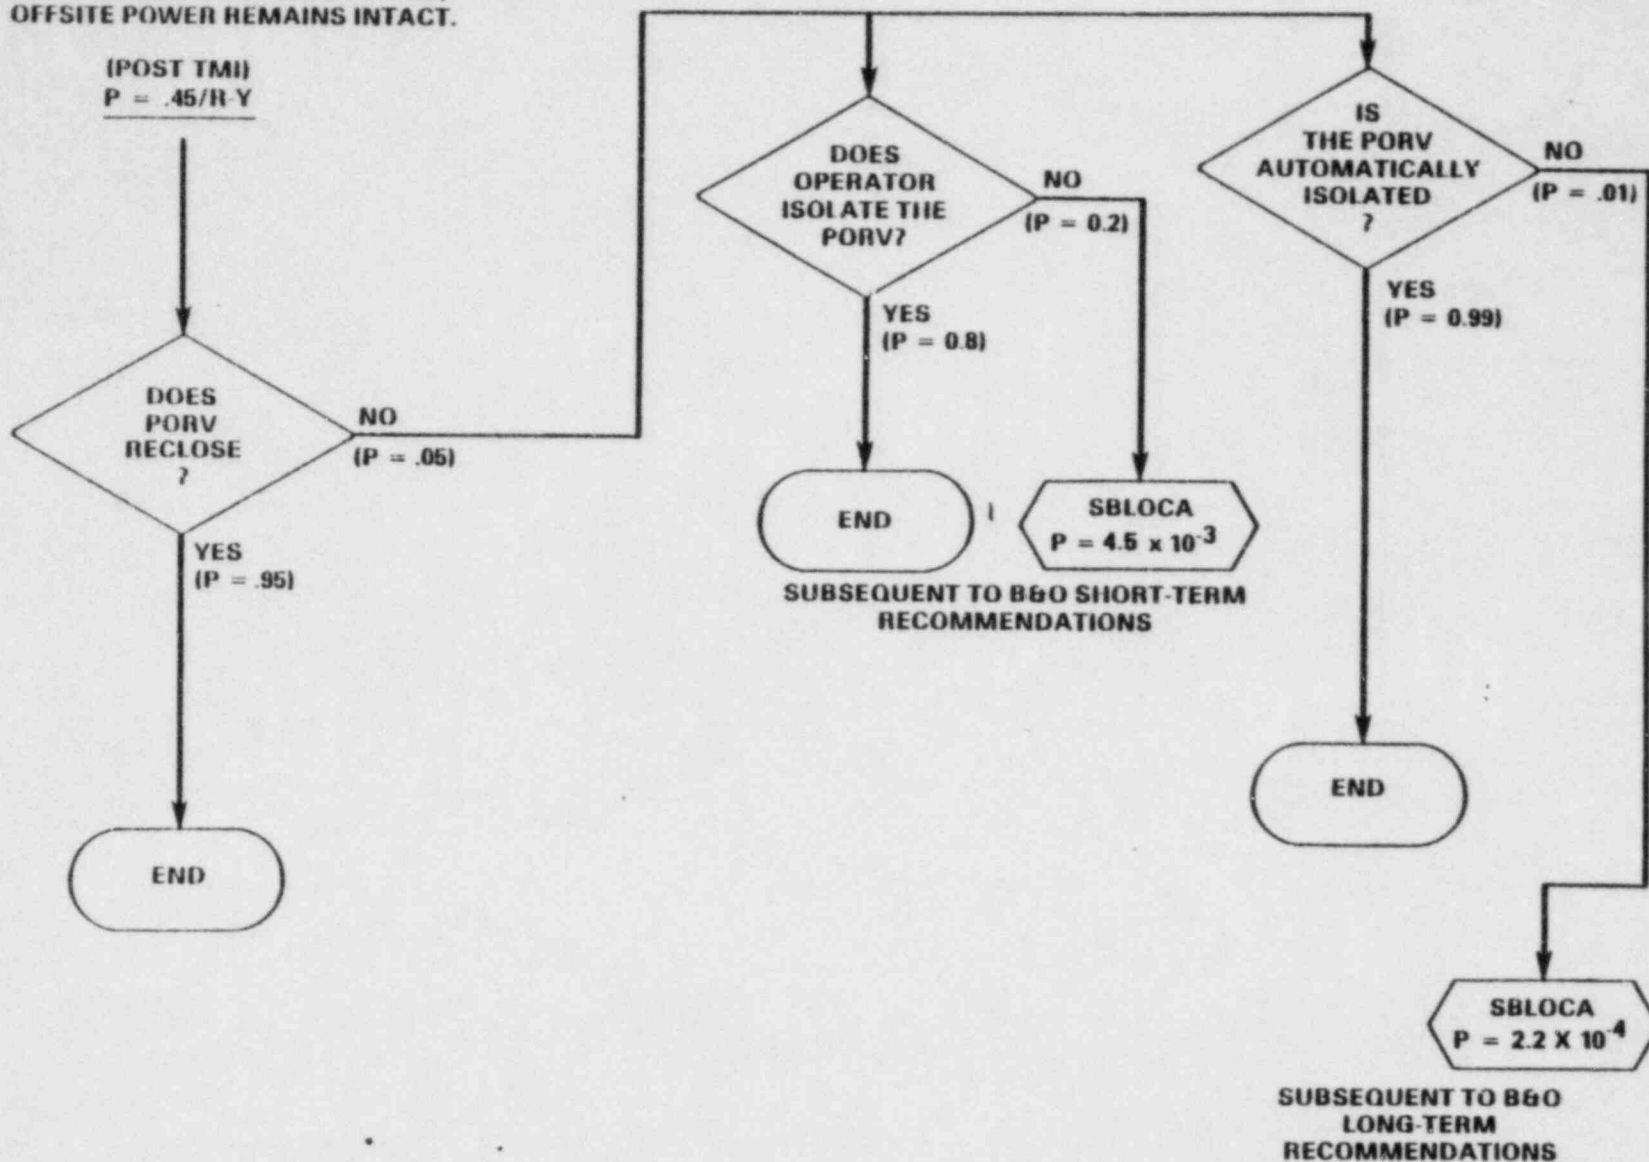 OFFSITE POWER REMAINS INTACT.
(POST TMI)
P = .45/R-Y
DOES
PORV
RECLOSE
?
NO
(P = .05)
YES
(P = .95)
END
DOES
OPERATOR
ISOLATE THE
PORV?
NO
(P = 0.2)
YES
(P = 0.8)
END
SBLOCA
P = 4.5 x 10⁻³
SUBSEQUENT TO B&O SHORT-TERM
RECOMMENDATIONS
IS
THE PORV
AUTOMATICALLY
ISOLATED
?
NO
(P = .01)
YES
(P = 0.99)
END
SBLOCA
P = 2.2 X 10⁻⁴
SUBSEQUENT TO B&O
LONG-TERM
RECOMMENDATIONS